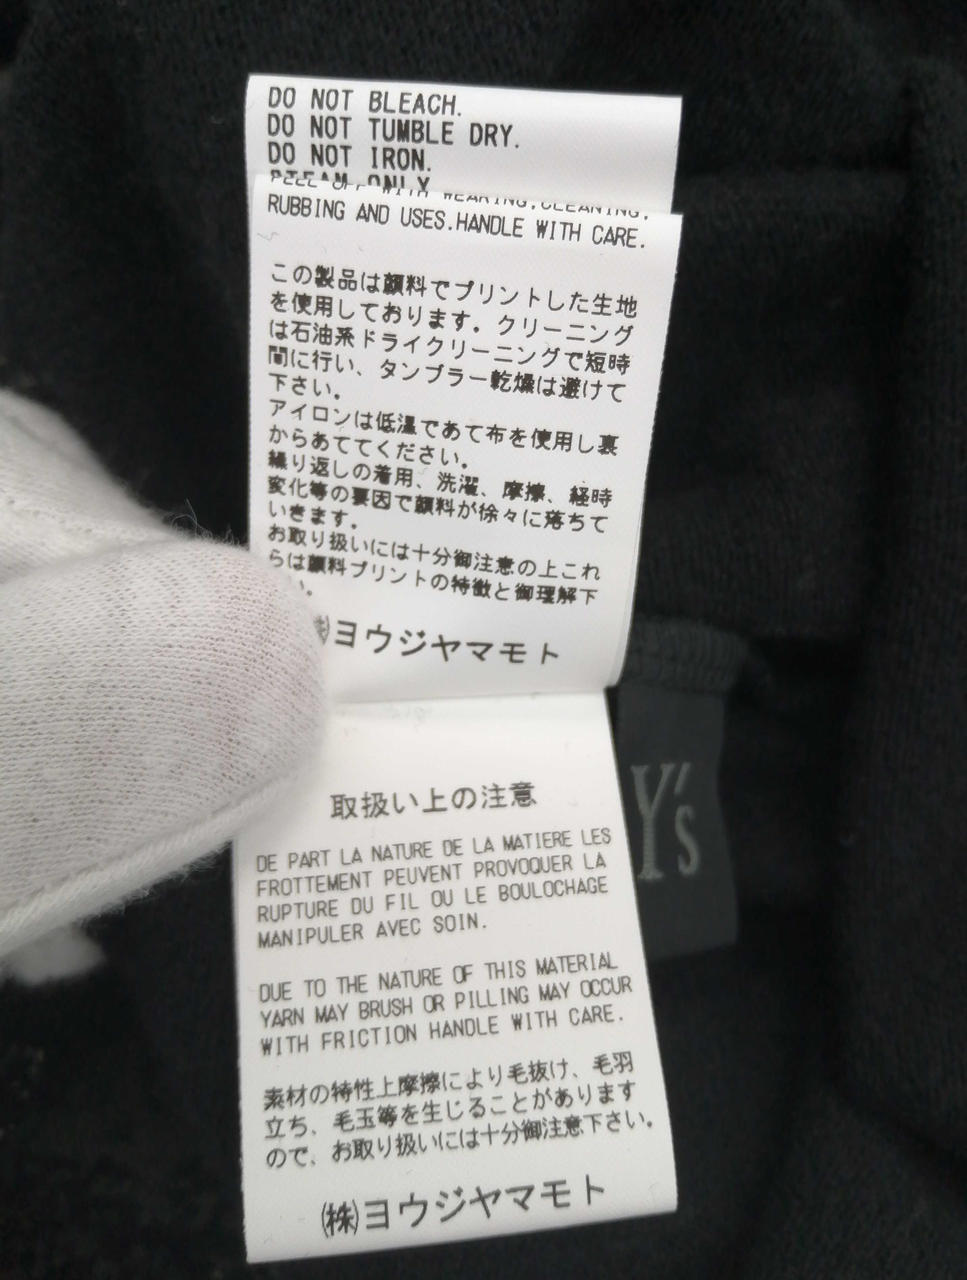 DO NOT BLEACH.
DO NOT TUMBLE DRY.
DO NOT IRON.
STEAM ONLY
PEEL OFF WITH WEARING,CLEANING,
RUBBING AND USES.HANDLE WITH CARE.
この製品は顔料でプリントした生地
を使用しております。クリーニング
は石油系ドライクリーニングで短時
間に行い、タンブラー乾燥は避けて
下さい。
アイロンは低温であて布を使用し裏
からあててください。
繰り返しの着用、洗濯、摩擦、経時
変化等の要因で顔料が徐々に落ちて
いきます。
お取り扱いには十分御注意の上これ
らは顔料プリントの特徴と御理解下
い。
㈱ヨウジヤマモト
取扱い上の注意
DE PART LA NATURE DE LA MATIERE LES
FROTTEMENT PEUVENT PROVOQUER LA
RUPTURE DU FIL OU LE BOULOCHAGE
MANIPULER AVEC SOIN.
DUE TO THE NATURE OF THIS MATERIAL
YARN MAY BRUSH OR PILLING MAY OCCUR
WITH FRICTION HANDLE WITH CARE.
素材の特性上摩擦により毛抜け、毛羽
立ち、毛玉等を生じることがあります
ので、お取り扱いには十分御注意下さい。
㈱ヨウジヤマモト
Y's